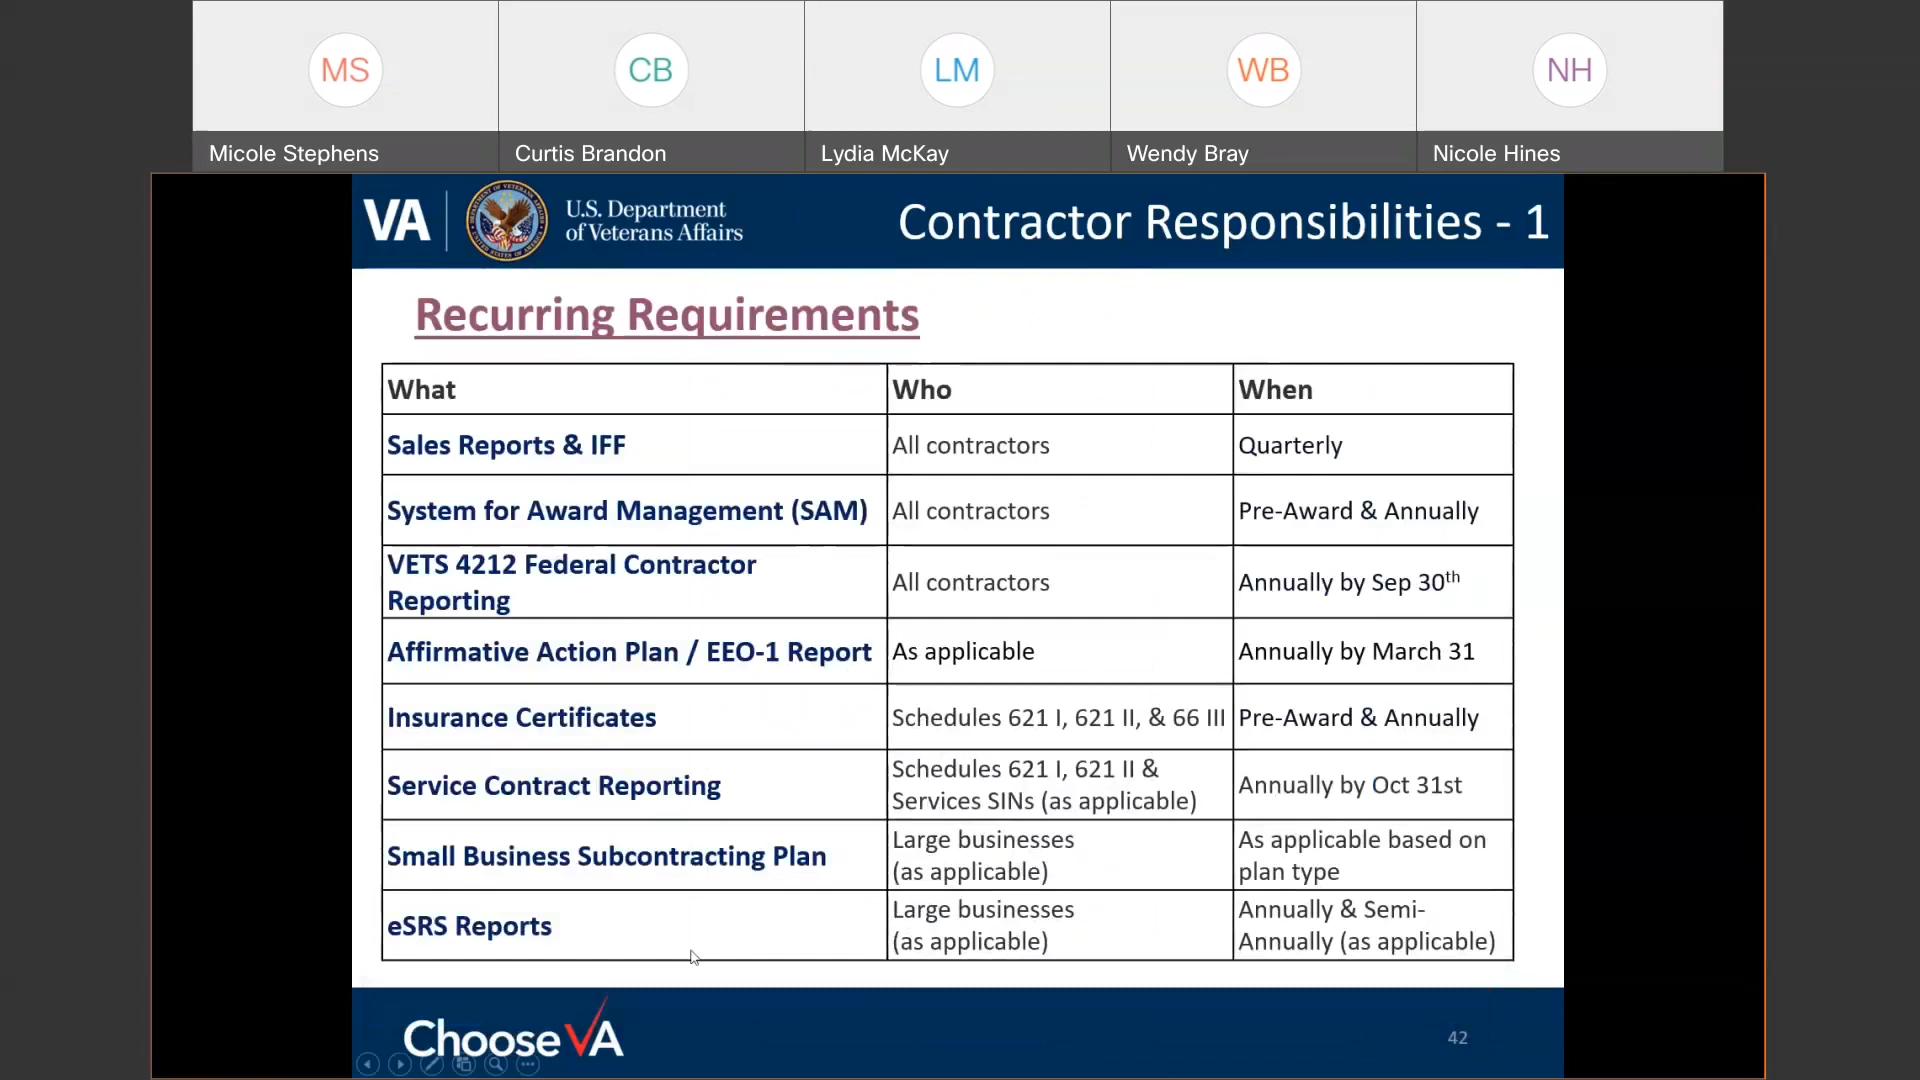 MS
CB
LM
WB
NH
Micole Stephens
Curtis Brandon
Lydia McKay
Wendy Bray
Nicole Hines
VA
U.S. Department
of Veterans Affairs
Contractor Responsibilities - 1
Recurring Requirements
What
Who
When
Sales Reports & IFF
All contractors
Quarterly
System for Award Management (SAM)
All contractors
Pre-Award & Annually
VETS 4212 Federal Contractor
Reporting
All contractors
Annually by Sep 30th
Affirmative Action Plan / EEO-1 Report
As applicable
Annually by March 31
Insurance Certificates
Schedules 621 I, 621 II, & 66 III
Pre-Award & Annually
Service Contract Reporting
Schedules 621 I, 621 II &
Services SINs (as applicable)
Annually by Oct 31st
Small Business Subcontracting Plan
Large businesses
(as applicable)
As applicable based on
plan type
eSRS Reports
Large businesses
(as applicable)
Annually & Semi-
Annually (as applicable)
Choose VA
42